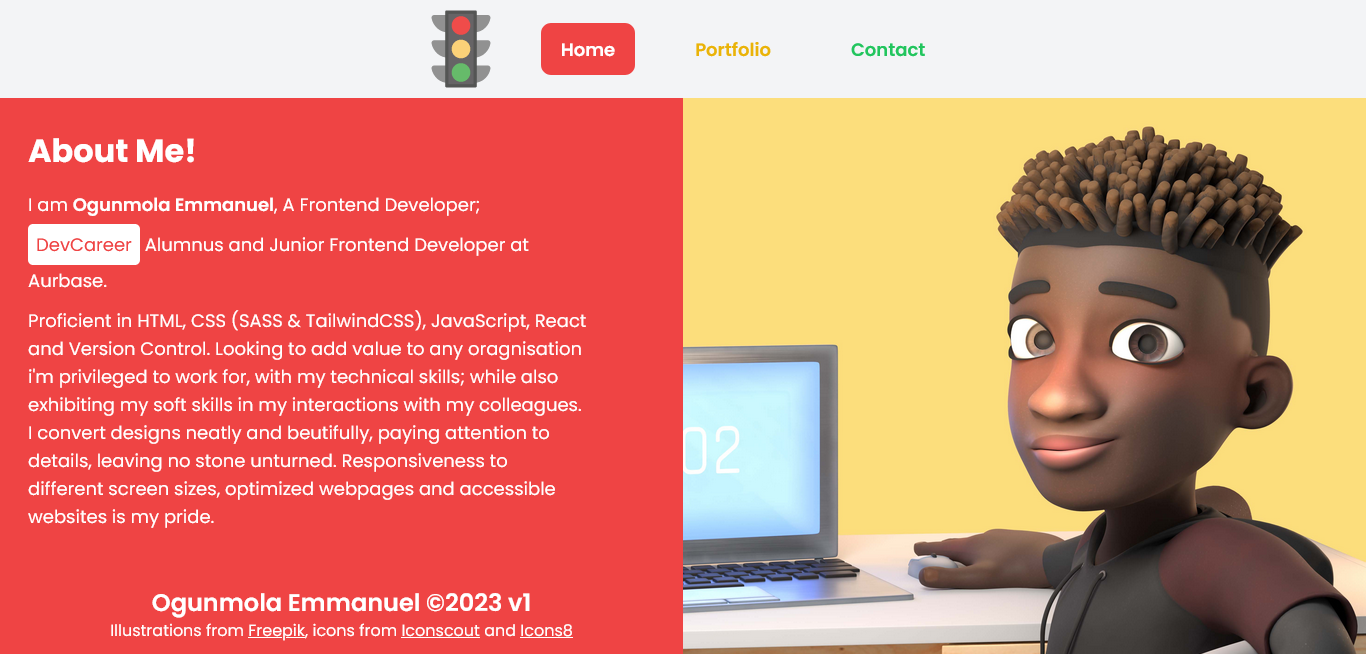 Home Portfolio Contact
About Me!
I am Ogunmola Emmanuel, A Frontend Developer;
DevCareer Alumnus and Junior Frontend Developer at
Aurbase.
Proficient in HTML, CSS (SASS & TailwindCSS), JavaScript, React
and Version Control. Looking to add value to any oragnisation
i'm privileged to work for, with my technical skills; while also
exhibiting my soft skills in my interactions with my colleagues.
I convert designs neatly and beutifully, paying attention to
details, leaving no stone unturned. Responsiveness to
different screen sizes, optimized webpages and accessible
websites is my pride.
02
Ogunmola Emmanuel ©2023 v1
Illustrations from Freepik, icons from Iconscout and Icons8